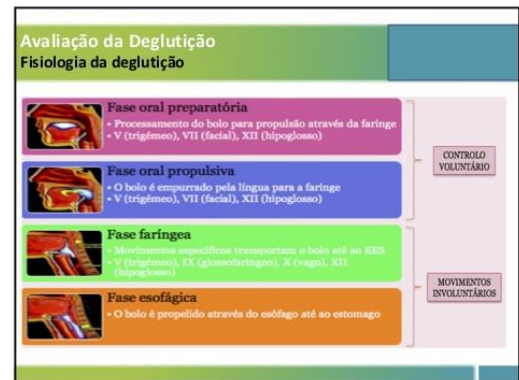 Avaliação da Deglutição
Fisiologia da deglutição
Fase oral preparatória
• Processamento do bolo para propulsão através da faringe
• V (trigémeo), VII (facial), XII (hipoglosso)
Fase oral propulsiva
• O bolo é empurrado pela língua para a faringe
• V (trigémeo), VII (facial), XII (hipoglosso)
CONTROLO
VOLUNTÁRIO
Fase faríngea
• Movimentos específicos transportam o bolo até ao EES
• V (trigémeo), IX (glossofaríngeo), X (vago), XII
(hipoglosso)
Fase esofágica
• O bolo é propelido através do esófago até ao estomago
MOVIMENTOS
INVOLUNTÁRIOS